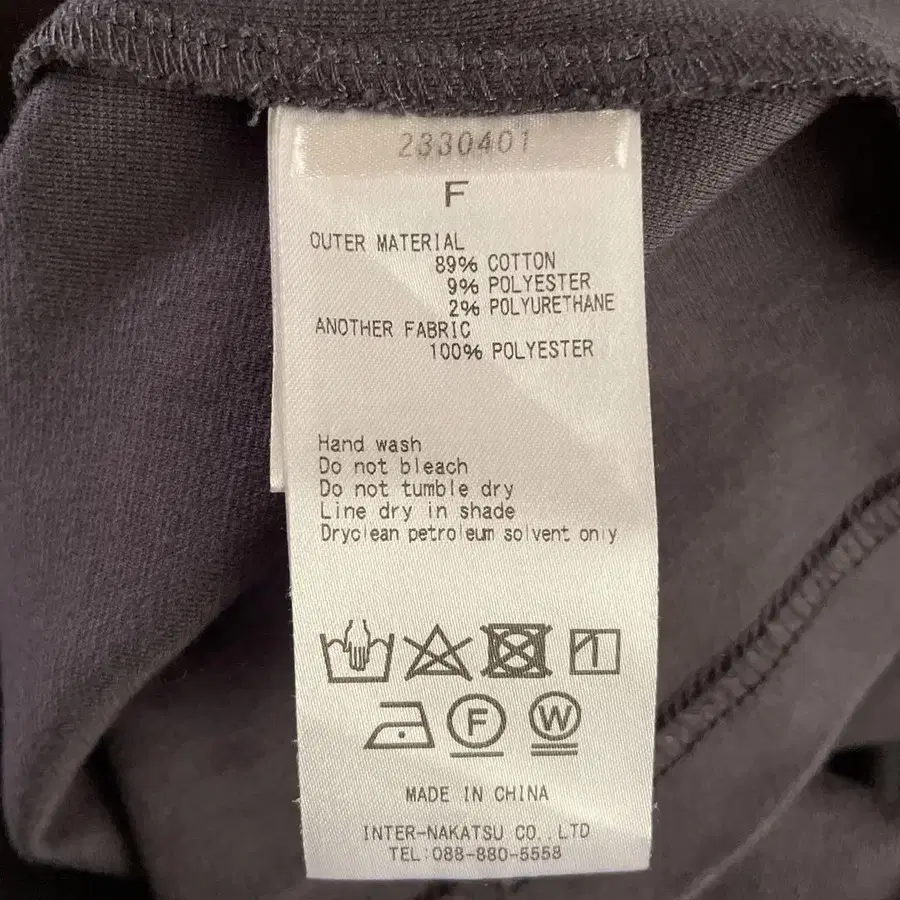 2330401
F
OUTER MATERIAL
89% COTTON
9% POLYESTER
2% POLYURETHANE
ANOTHER FABRIC
100% POLYESTER
Hand wash
Do not bleach
Do not tumble dry
Line dry in shade
Dryclean petroleum solvent only
F W
MADE IN CHINA
INTER-NAKATSU CO.,LTD
TEL:088-880-5558